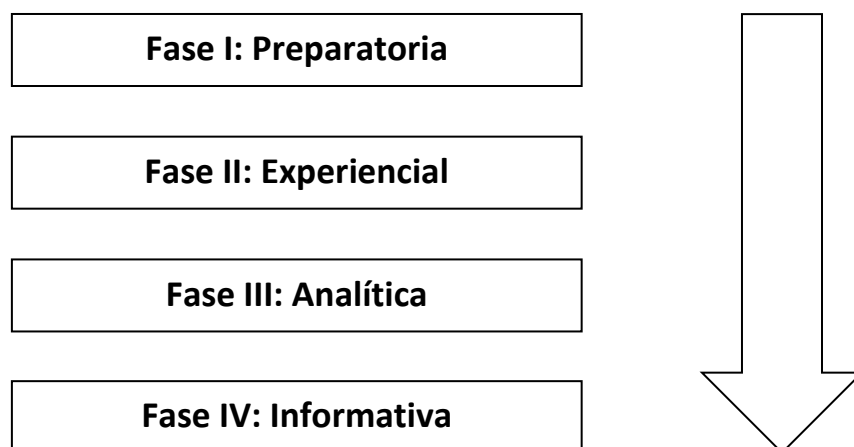 Fase I: Preparatoria
Fase II: Experiencial
Fase III: Analítica
Fase IV: Informativa